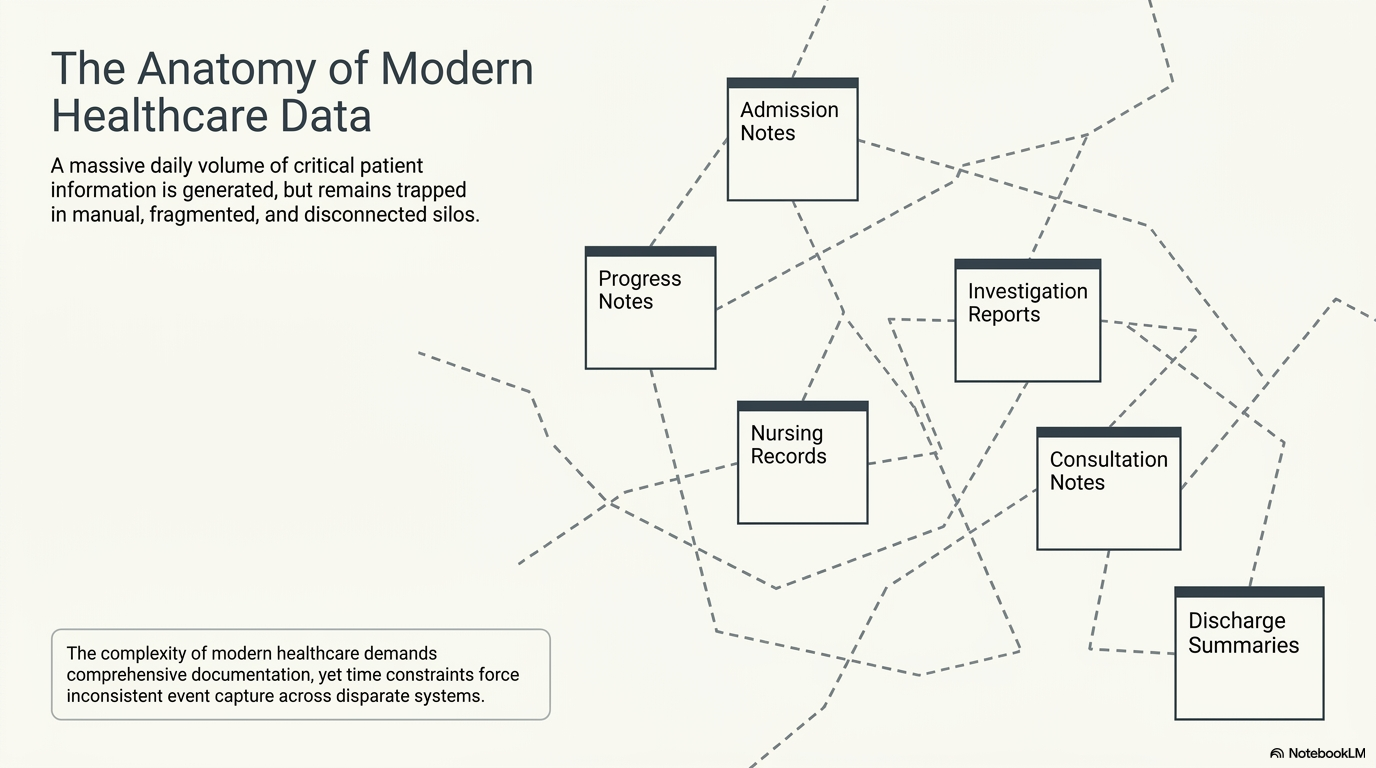 The Anatomy of Modern
Healthcare Data
A massive daily volume of critical patient
information is generated, but remains trapped
in manual, fragmented, and disconnected silos.
Admission
Notes
Progress
Notes
Investigation
Reports
Nursing
Records
Consultation
Notes
Discharge
Summaries
The complexity of modern healthcare demands
comprehensive documentation, yet time constraints force
inconsistent event capture across disparate systems.
NotebookLM